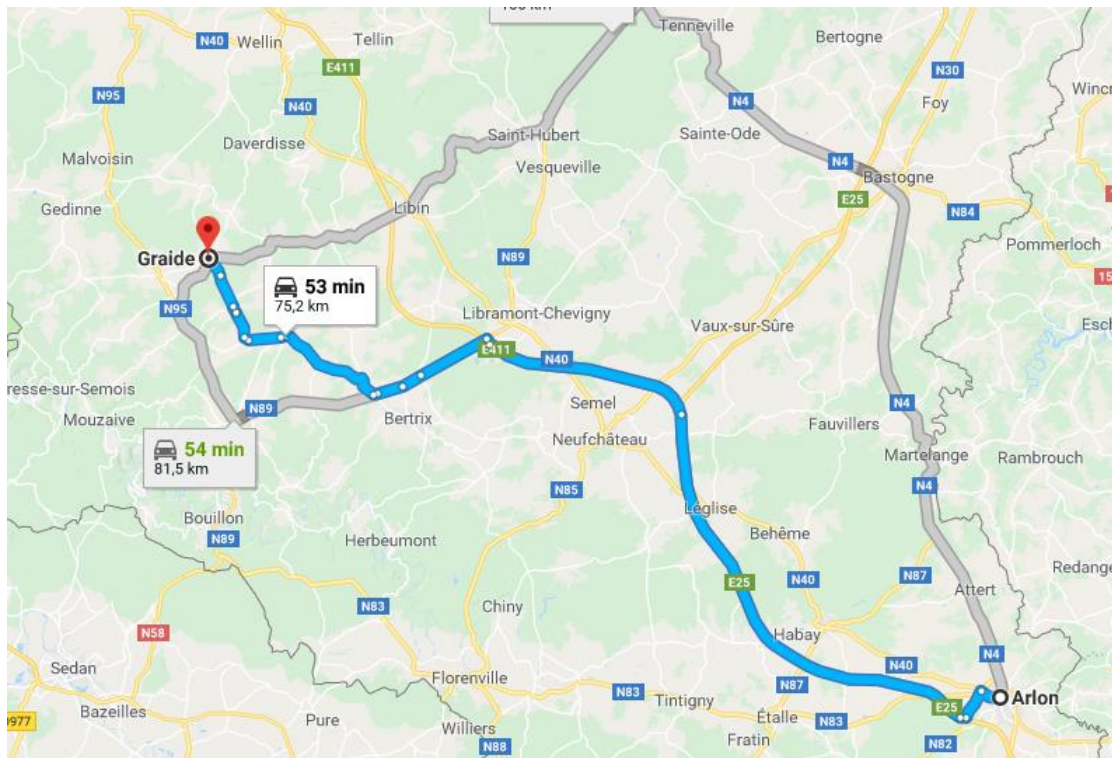 Tenneville
Wellin
N40
Tellin
Bertogne
E411
N30
N95
N40
Foy
N4
Saint-Hubert
Sainte-Ode
Daverdisse
Malvoisin
Vesqueville
N4
Bastogne
Gedinne
Libin
E25
N84
Pommerloch
Graide
N89
53 min
75,2 km
N95
Libramont-Chevigny
Vaux-sur-Sûre
E411
N40
resse-sur-Semois
N89
Semel
N4
Mouzaive
Bertrix
Fauvillers
54 min
81,5 km
Neufchâteau
Martelange
Rambrouch
N85
N4
Bouillon
Léglise
N89
Herbeumont
Behême
Redange
N87
E25
N40
Attert
N83
Chiny
N58
Habay
N4
Sedan
N40
Florenville
N87
N83
Tintigny
Arlon
Bazeilles
Pure
Étalle
N83
E25
Williers
Fratin
N82
N88